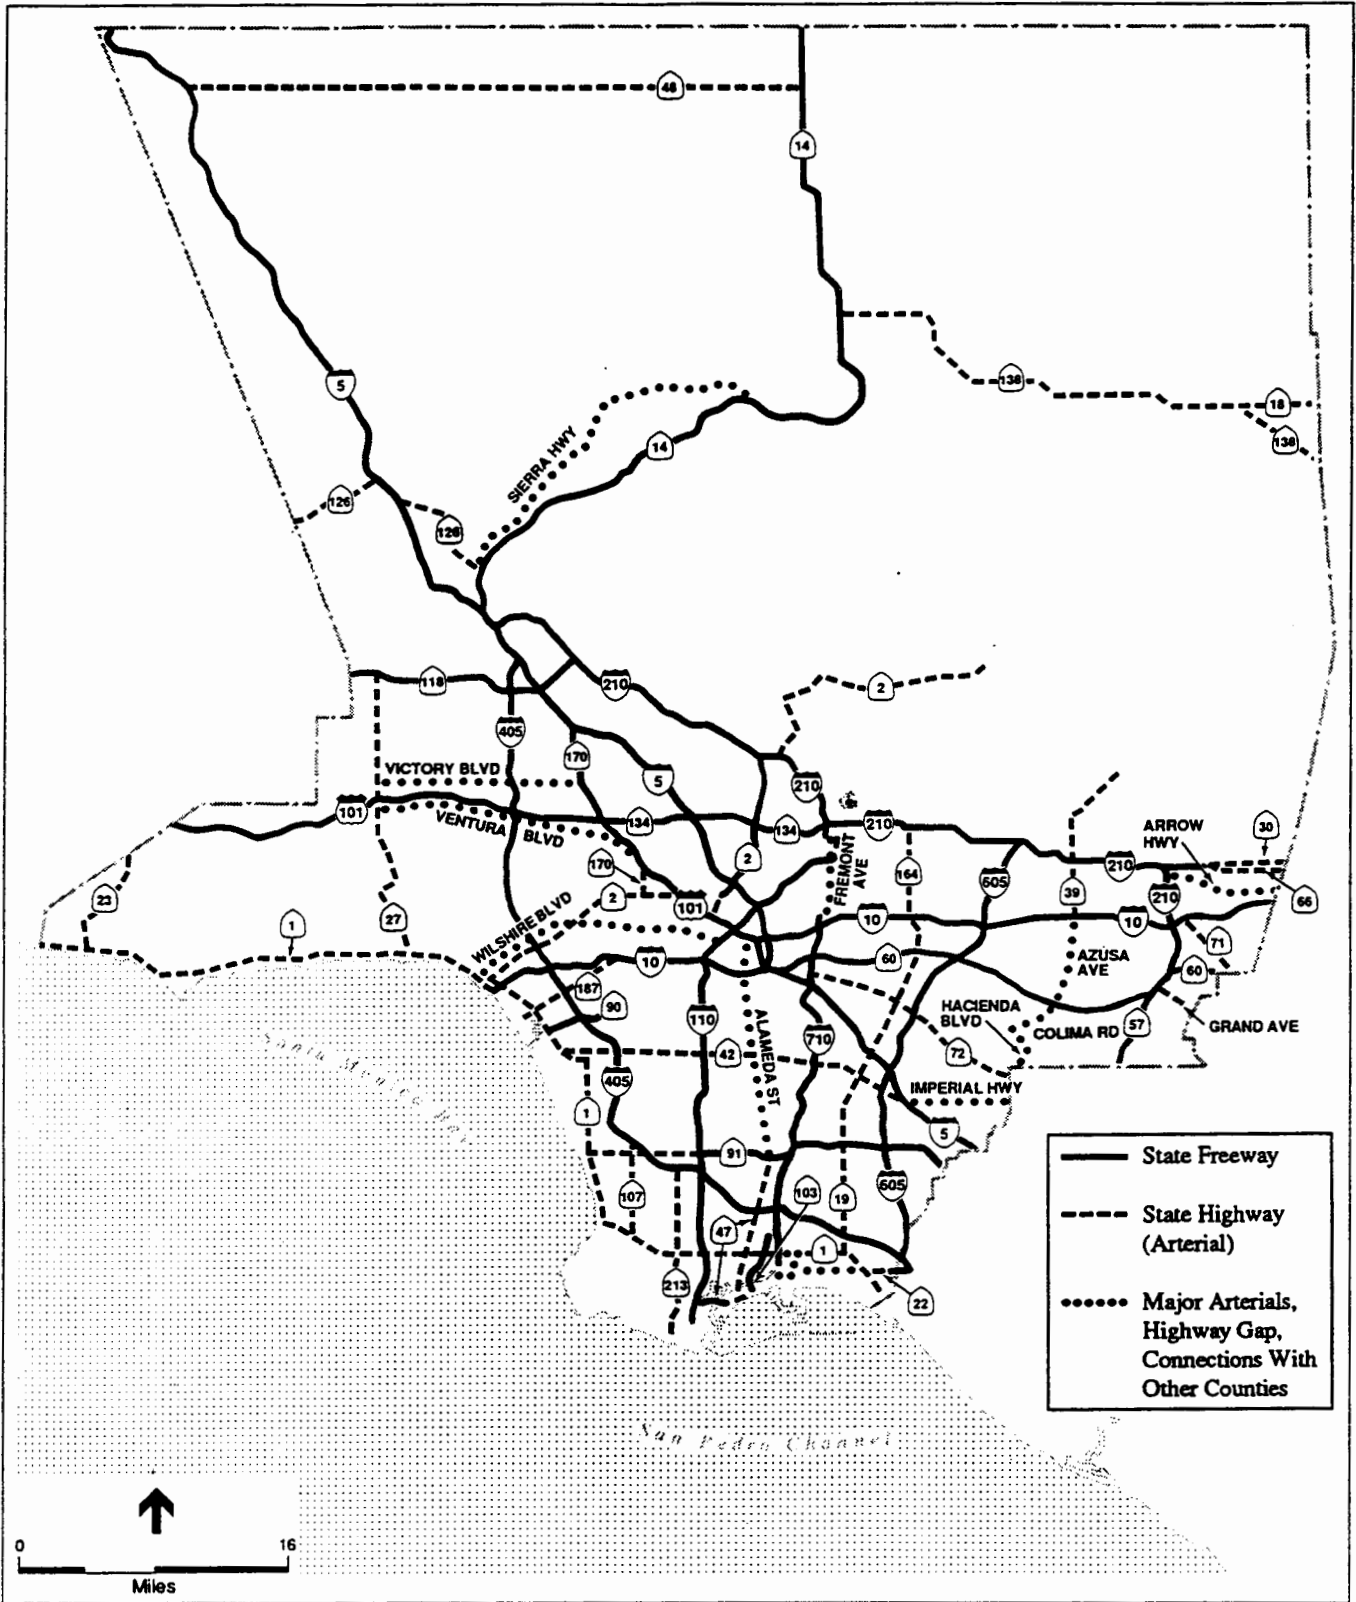 48
14
5
138
18
138
SIERRA HWY
14
126
126
118
210
2
405
170
VICTORY BLVD
5
210
101
VENTURA BLVD
134
134
210
ARROW
HWY
30
FREMONT
AVE
170
2
164
605
39
210
210
66
23
27
1
WILSHIRE BLVD
2
101
10
10
71
10
60
AZUSA
AVE
60
187
90
110
ALAMEDA ST
710
HACIENDA
BLVD
COLIMA RD
57
GRAND AVE
42
72
Santa Monica Bay
405
IMPERIAL HWY
1
5
91
107
103
19
605
47
1
213
22
State Freeway
State Highway
(Arterial)
Major Arterials,
Highway Gap,
Connections With
Other Counties
San Pedro Channel
0 16
Miles